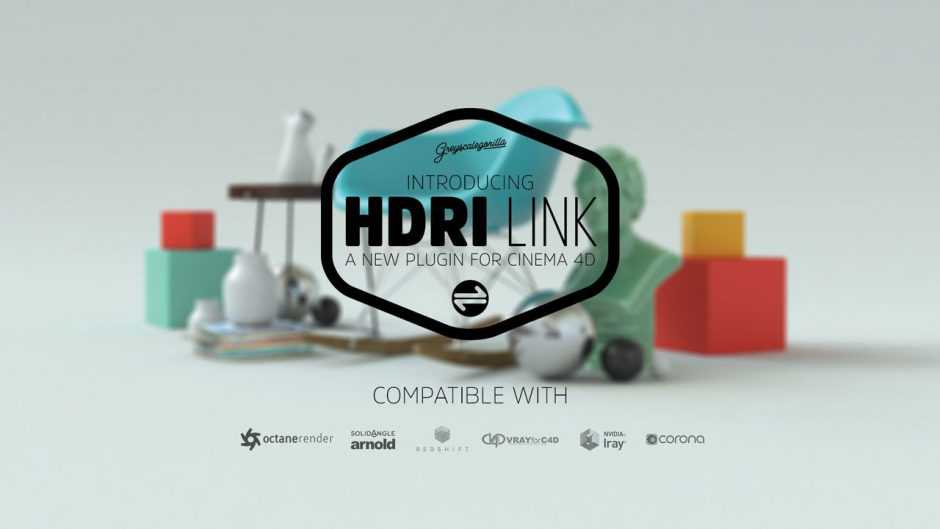 Greyscalegorilla
INTRODUCING
HDRI LINK
A NEW PLUGIN FOR CINEMA 4D
COMPATIBLE WITH
octanerender
SOLIDANGLE
arnold
REDSHIFT
C4D VRAYforC4D
NVIDIA
Iray
corona